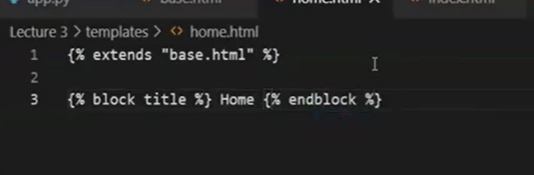 app.py base.html home.html index.html
Lecture 3 > templates > <> home.html
1 {% extends "base.html" %}
2
3 {% block title %} Home {% endblock %}